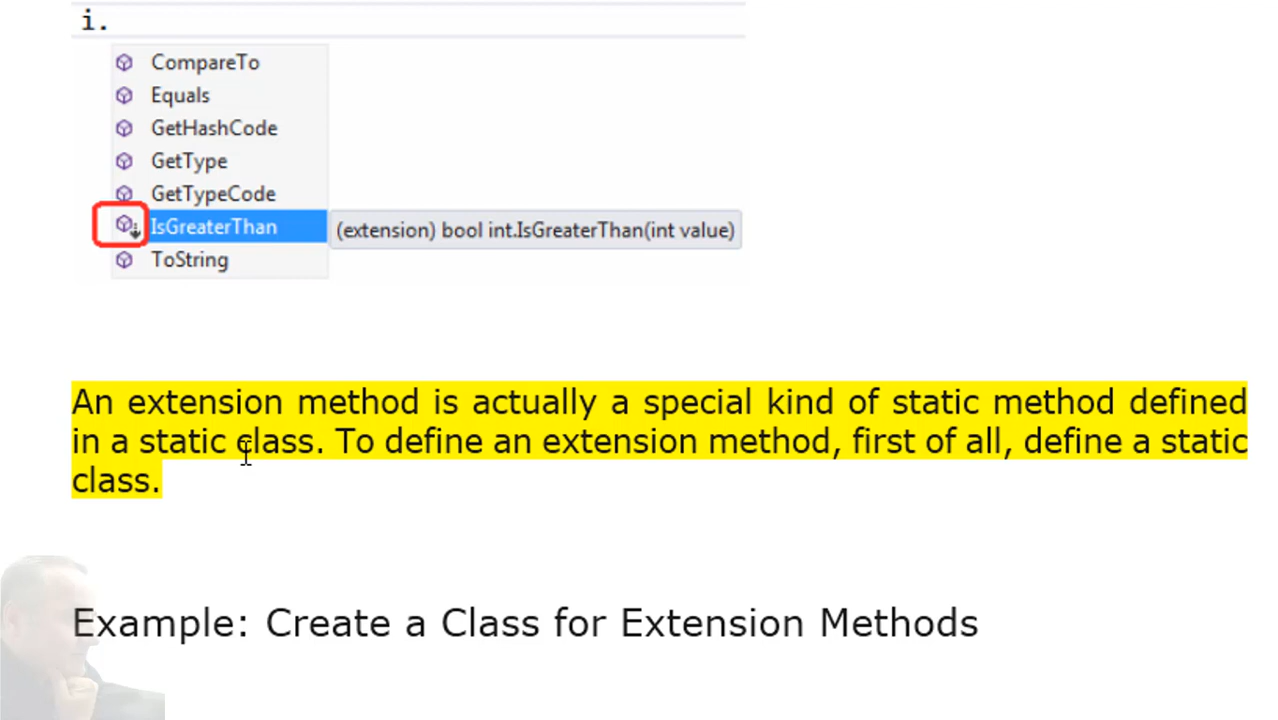 i.
CompareTo
Equals
GetHashCode
GetType
GetTypeCode
IsGreaterThan (extension) bool int.IsGreaterThan(int value)
ToString
An extension method is actually a special kind of static method defined
in a static class. To define an extension method, first of all, define a static
class.
Example: Create a Class for Extension Methods